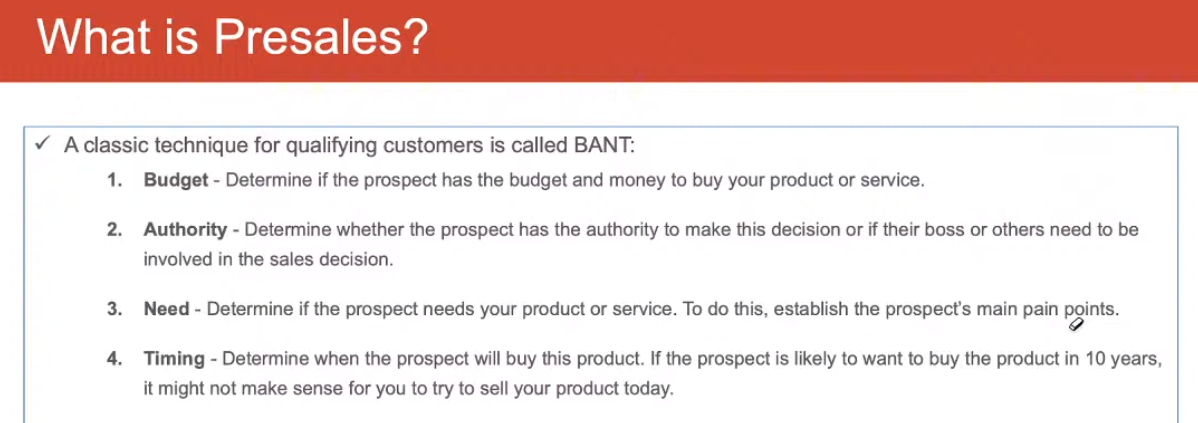 What is Presales?
✓ A classic technique for qualifying customers is called BANT:
1. Budget - Determine if the prospect has the budget and money to buy your product or service.
2. Authority - Determine whether the prospect has the authority to make this decision or if their boss or others need to be
involved in the sales decision.
3. Need - Determine if the prospect needs your product or service. To do this, establish the prospect's main pain points.
4. Timing - Determine when the prospect will buy this product. If the prospect is likely to want to buy the product in 10 years,
it might not make sense for you to try to sell your product today.